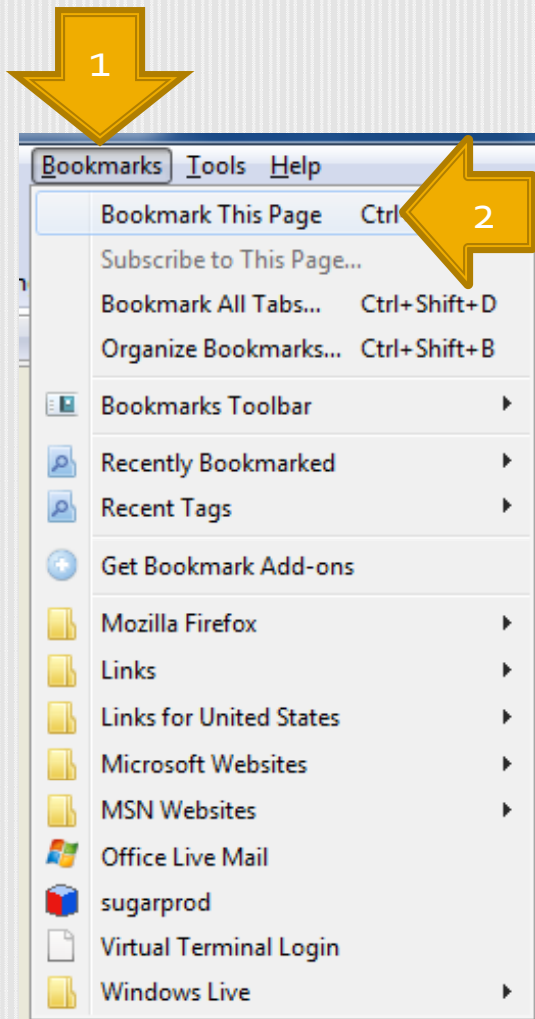 1
Bookmarks Tools Help
Bookmark This Page Ctrl 2
Subscribe to This Page...
Bookmark All Tabs... Ctrl+Shift+D
Organize Bookmarks... Ctrl+Shift+B
Bookmarks Toolbar
Recently Bookmarked
Recent Tags
Get Bookmark Add-ons
Mozilla Firefox
Links
Links for United States
Microsoft Websites
MSN Websites
Office Live Mail
sugarprod
Virtual Terminal Login
Windows Live